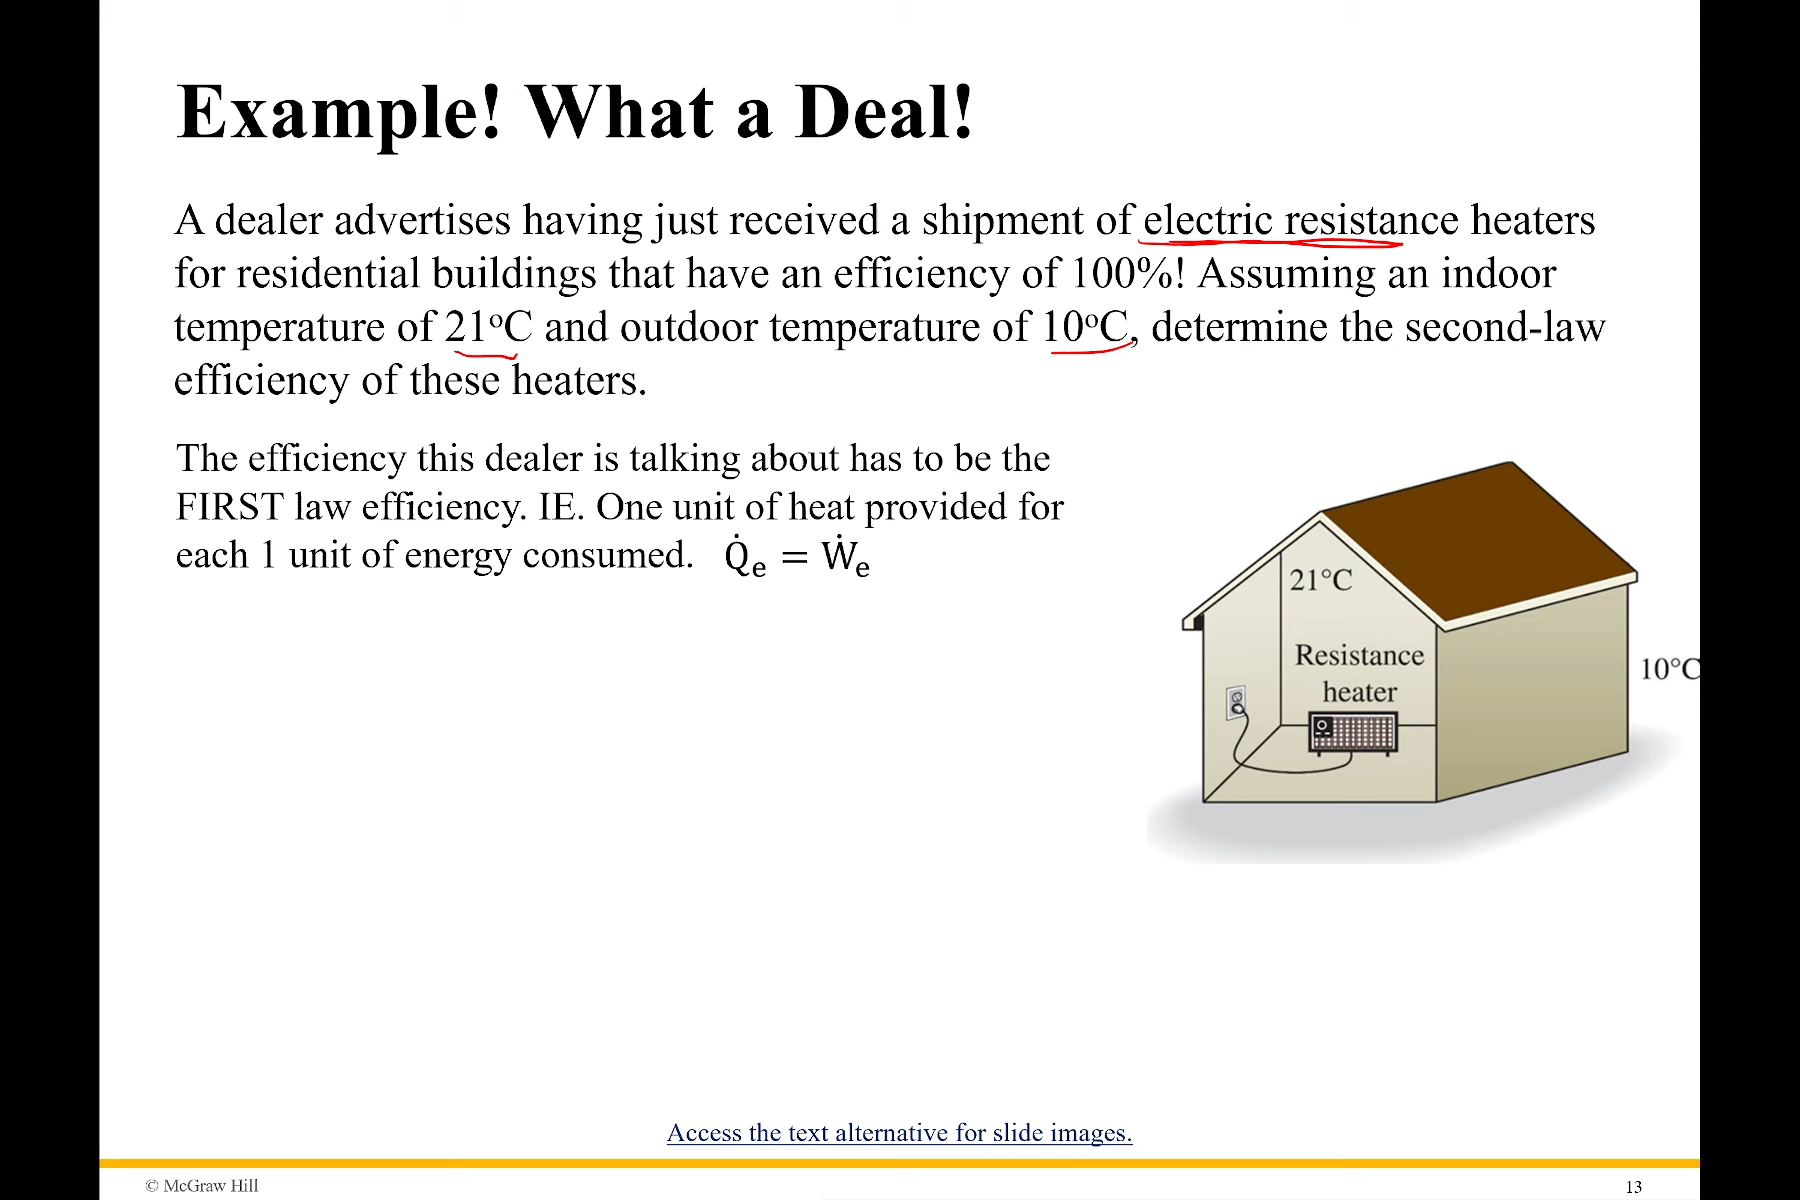 Example! What a Deal!
A dealer advertises having just received a shipment of electric resistance heaters
for residential buildings that have an efficiency of 100%! Assuming an indoor
temperature of 21°C and outdoor temperature of 10°C, determine the second-law
efficiency of these heaters.
The efficiency this dealer is talking about has to be the
FIRST law efficiency. IE. One unit of heat provided for
each 1 unit of energy consumed. Q̇e = Ẇe
21°C
Resistance
heater
10°C
Access the text alternative for slide images.
© McGraw Hill
13